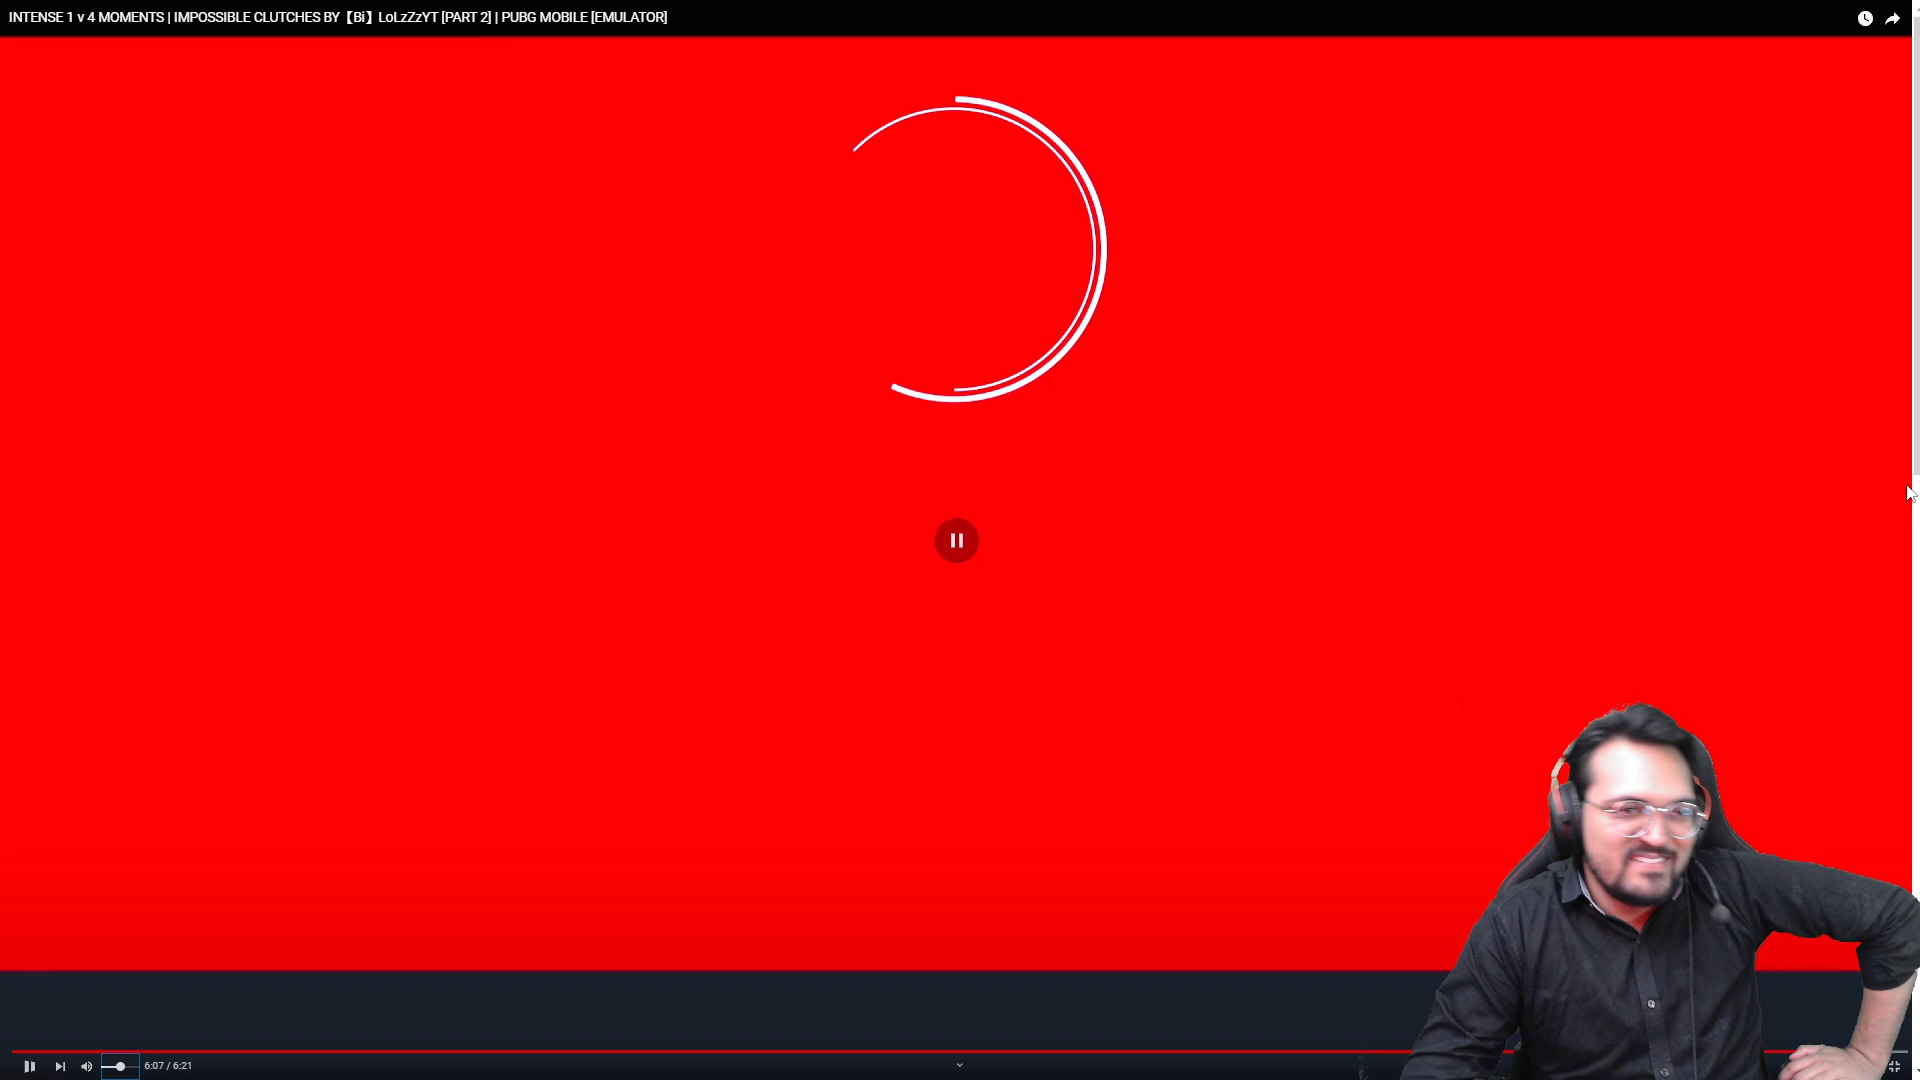 INTENSE 1 v 4 MOMENTS | IMPOSSIBLE CLUTCHES BY【Bi】LoLzZzYT [PART 2] | PUBG MOBILE [EMULATOR]
6:07 / 6:21